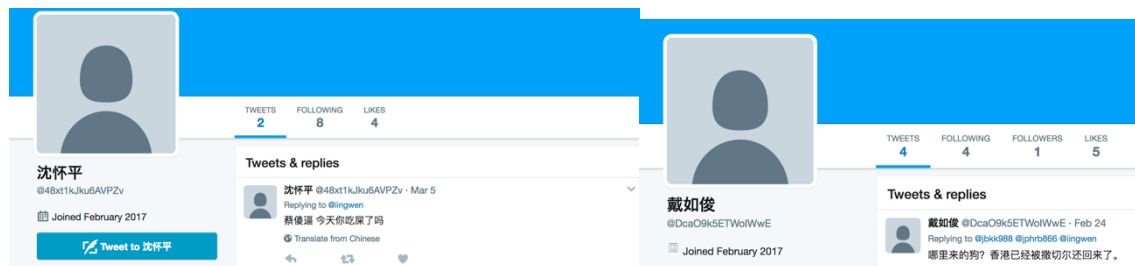 TWEETS FOLLOWING LIKES
2 8 4
Tweets & replies
沈怀平 @48xt1kJku6AVPZv · Mar 5
Replying to @iingwen
蔡傻逼 今天你吃屎了吗
Translate from Chinese
沈怀平
@48xt1kJku6AVPZv
Joined February 2017
Tweet to 沈怀平
TWEETS FOLLOWING FOLLOWERS LIKES
4 4 1 5
Tweets & replies
戴如俊 @DcaO9k5ETWoIWwE · Feb 24
Replying to @jbkk988 @jphrb866 @iingwen
哪里来的狗？香港已经被撒切尔还回来了。
戴如俊
@DcaO9k5ETWoIWwE
Joined February 2017